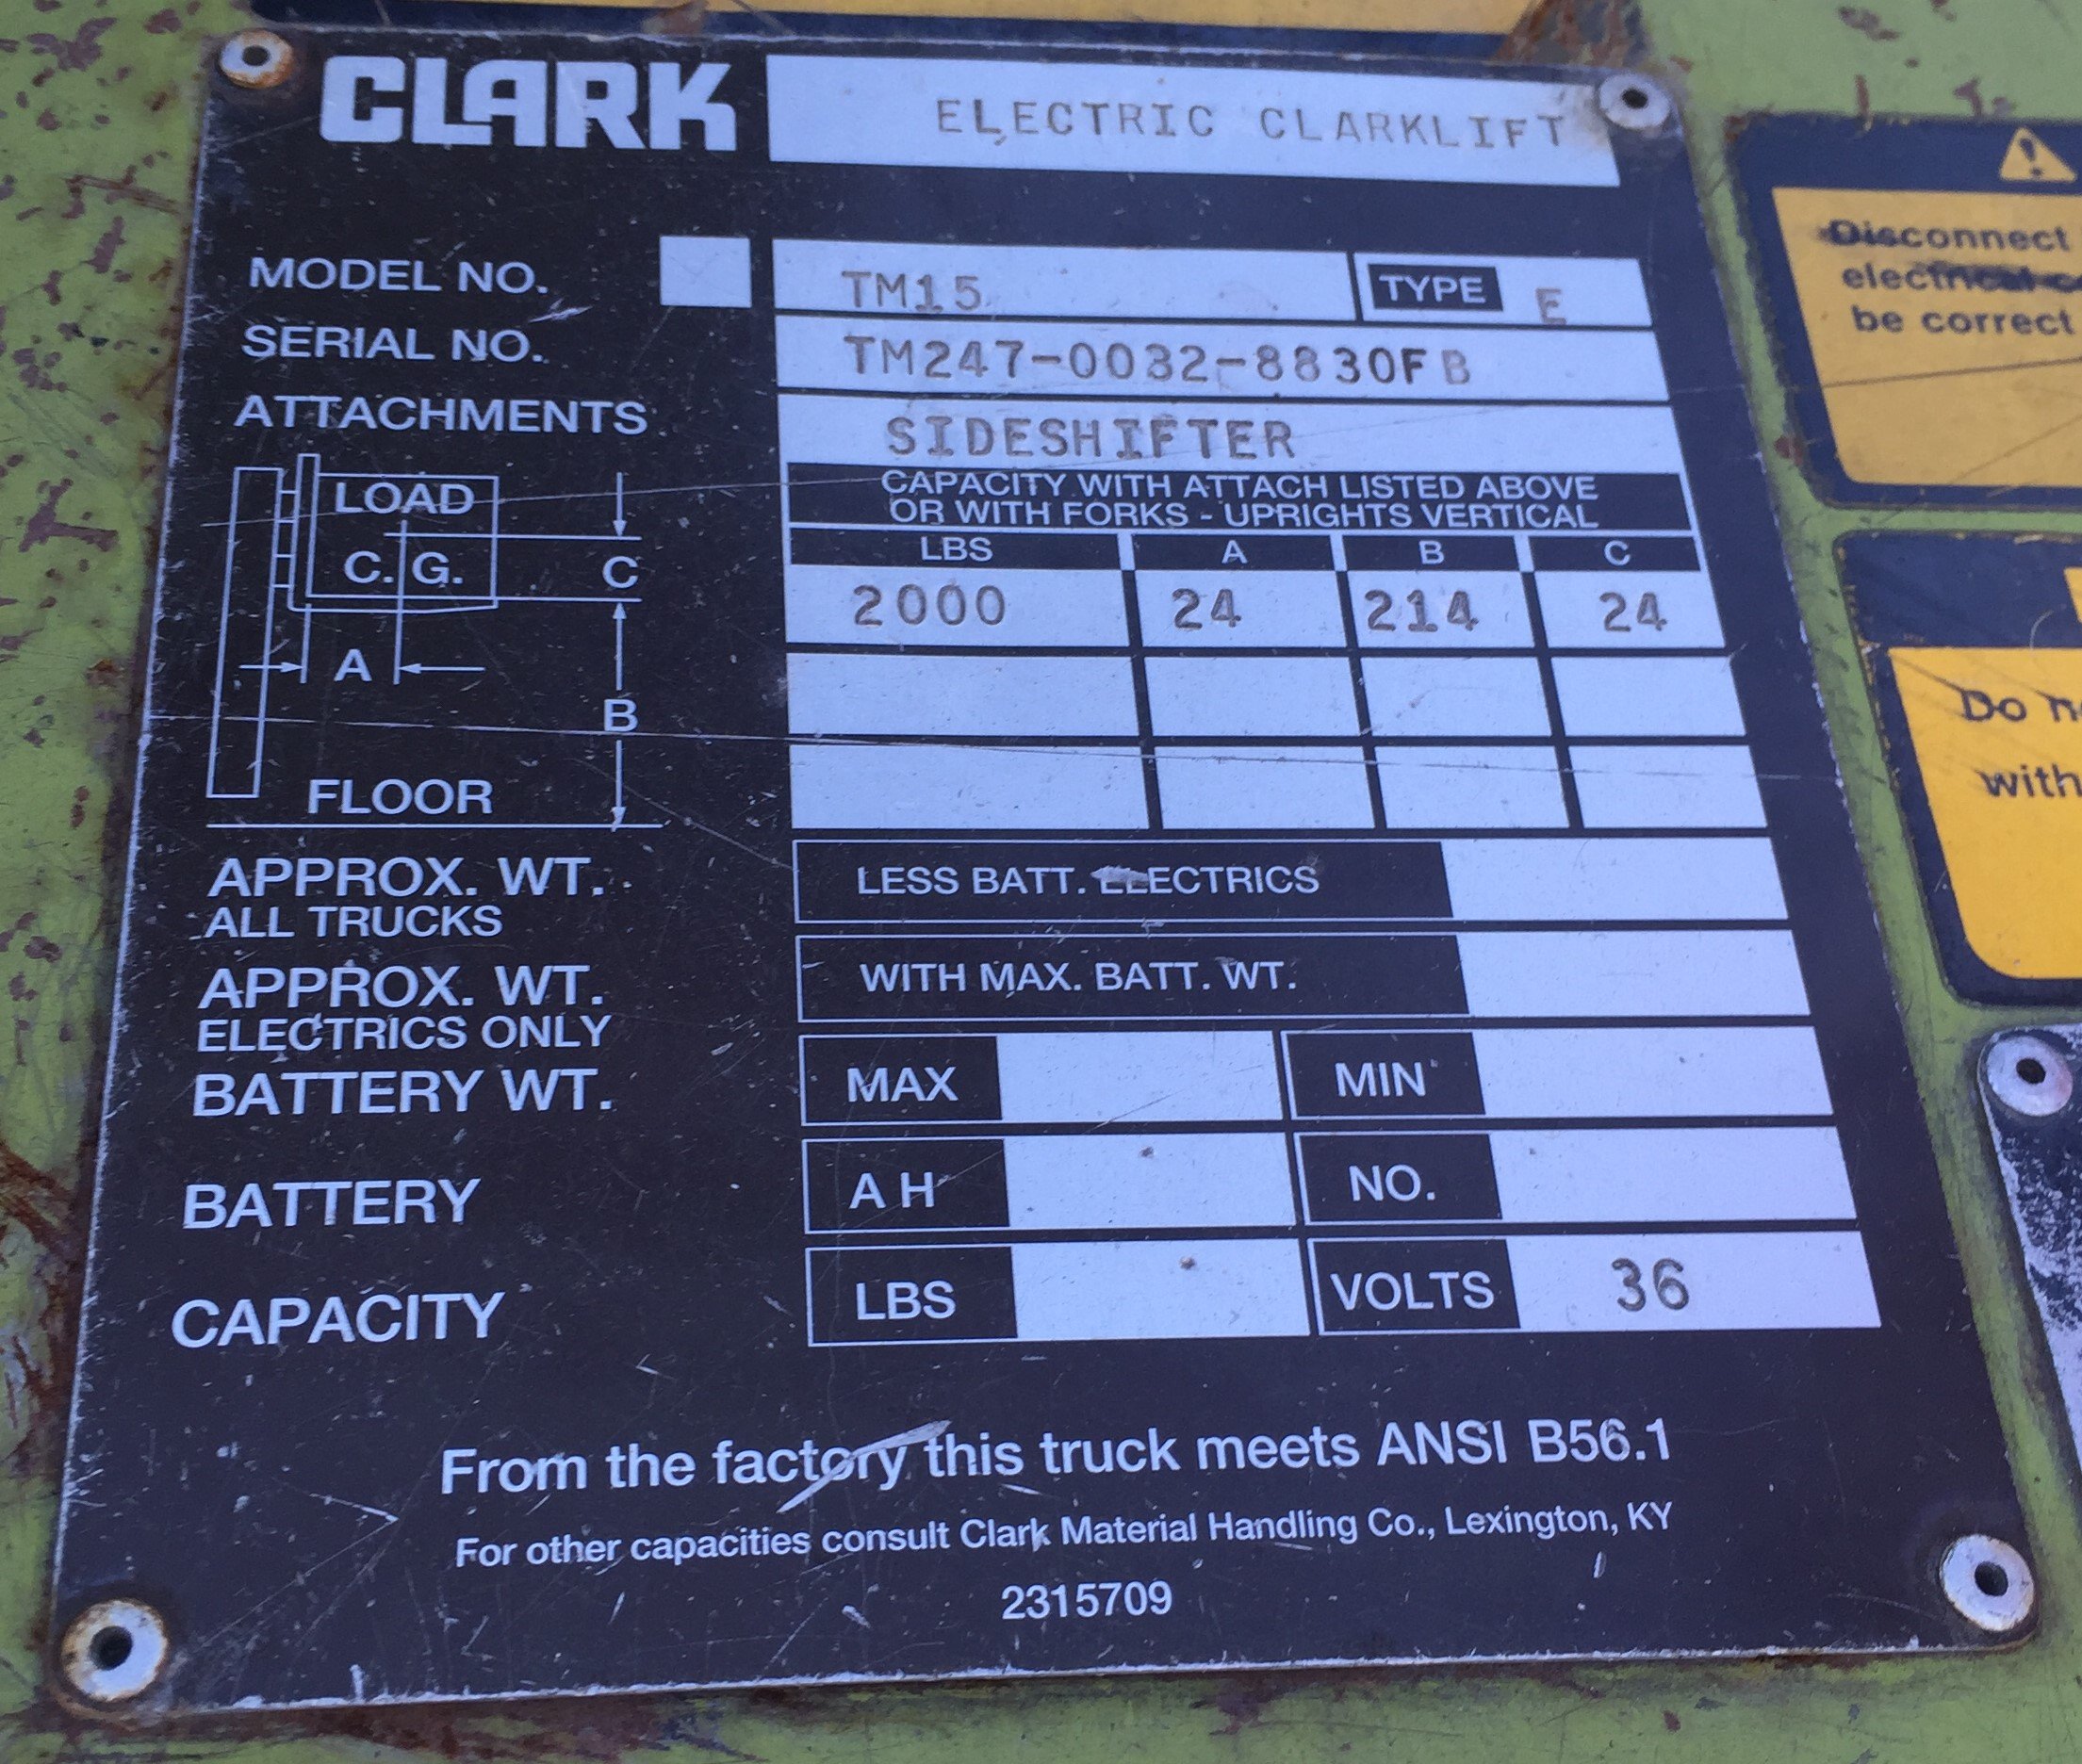 CLARK ELECTRIC CLARKLIFT
MODEL NO. TM15 TYPE E
SERIAL NO. TM247-0032-8830FB
ATTACHMENTS SIDESHIFTER
CAPACITY WITH ATTACH LISTED ABOVE
OR WITH FORKS - UPRIGHTS VERTICAL
LBS A B C
2000 24 214 24
LOAD
C.G. C
A
B
FLOOR
APPROX. WT. LESS BATT. ELECTRICS
ALL TRUCKS
APPROX. WT. WITH MAX. BATT. WT.
ELECTRICS ONLY
BATTERY WT. MAX MIN
BATTERY A H NO.
CAPACITY LBS VOLTS 36
From the factory this truck meets ANSI B56.1
For other capacities consult Clark Material Handling Co., Lexington, KY
2315709
Disconnect
electrical
be correct
Do
with